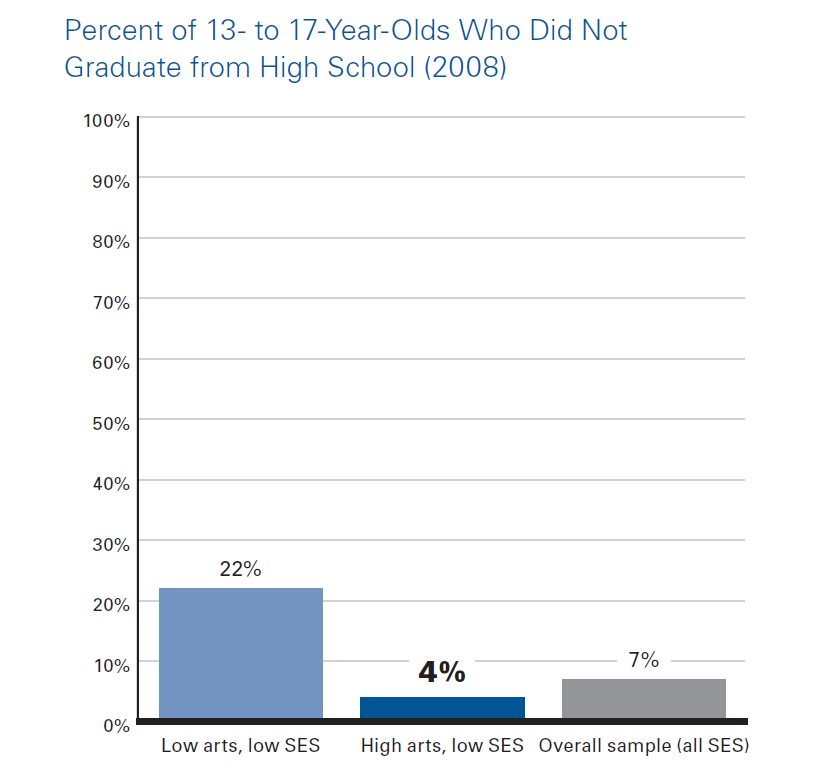 Percent of 13- to 17-Year-Olds Who Did Not
Graduate from High School (2008)
100%
90%
80%
70%
60%
50%
40%
30%
22%
20%
7%
10%
4%
0%
Low arts, low SES
High arts, low SES
Overall sample (all SES)